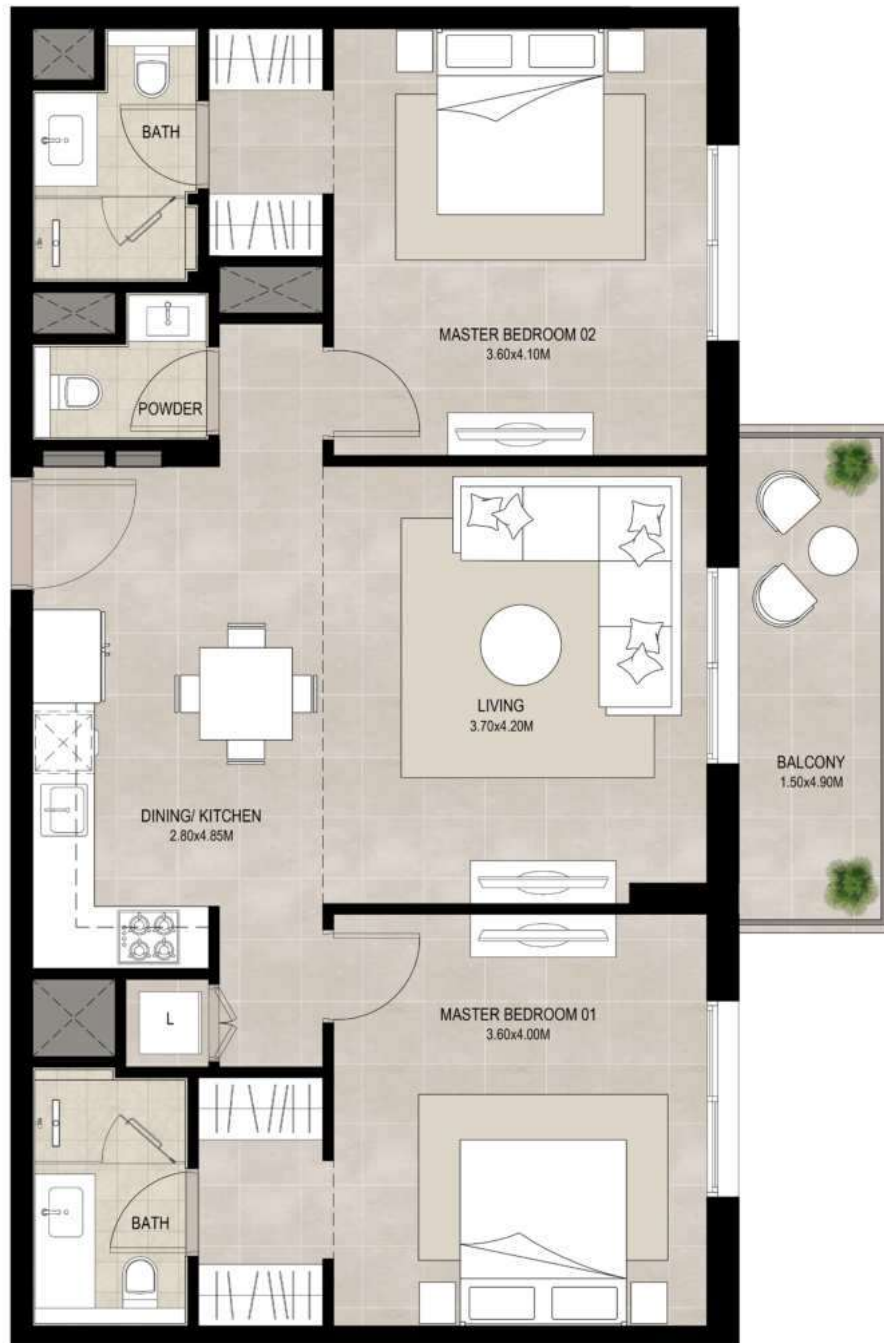 BATH
MASTER BEDROOM 02
3.60x4.10M
POWDER
LIVING
3.70x4.20M
BALCONY
1.50x4.90M
DINING/ KITCHEN
2.80x4.85M
L
MASTER BEDROOM 01
3.60x4.00M
BATH